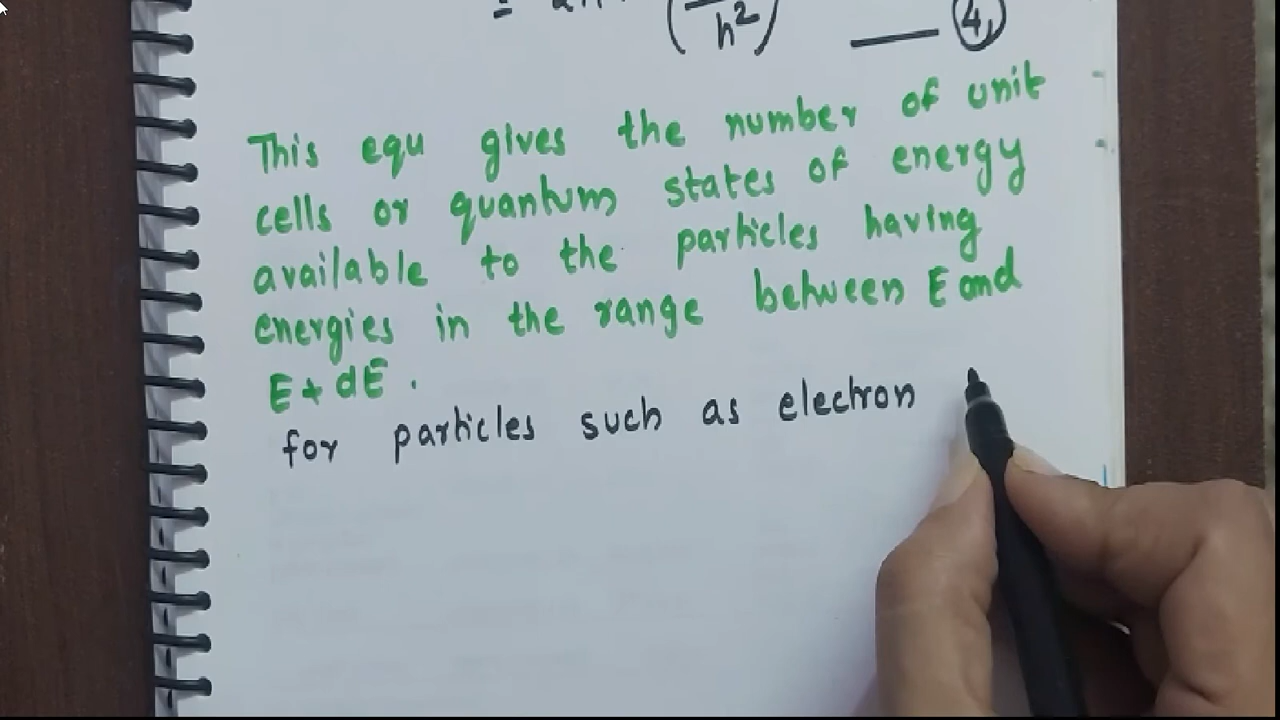 h²
4
This equ gives the number of unit
cells or quantum states of energy
available to the particles having
energies in the range between E and
E + dE.
for particles such as electron